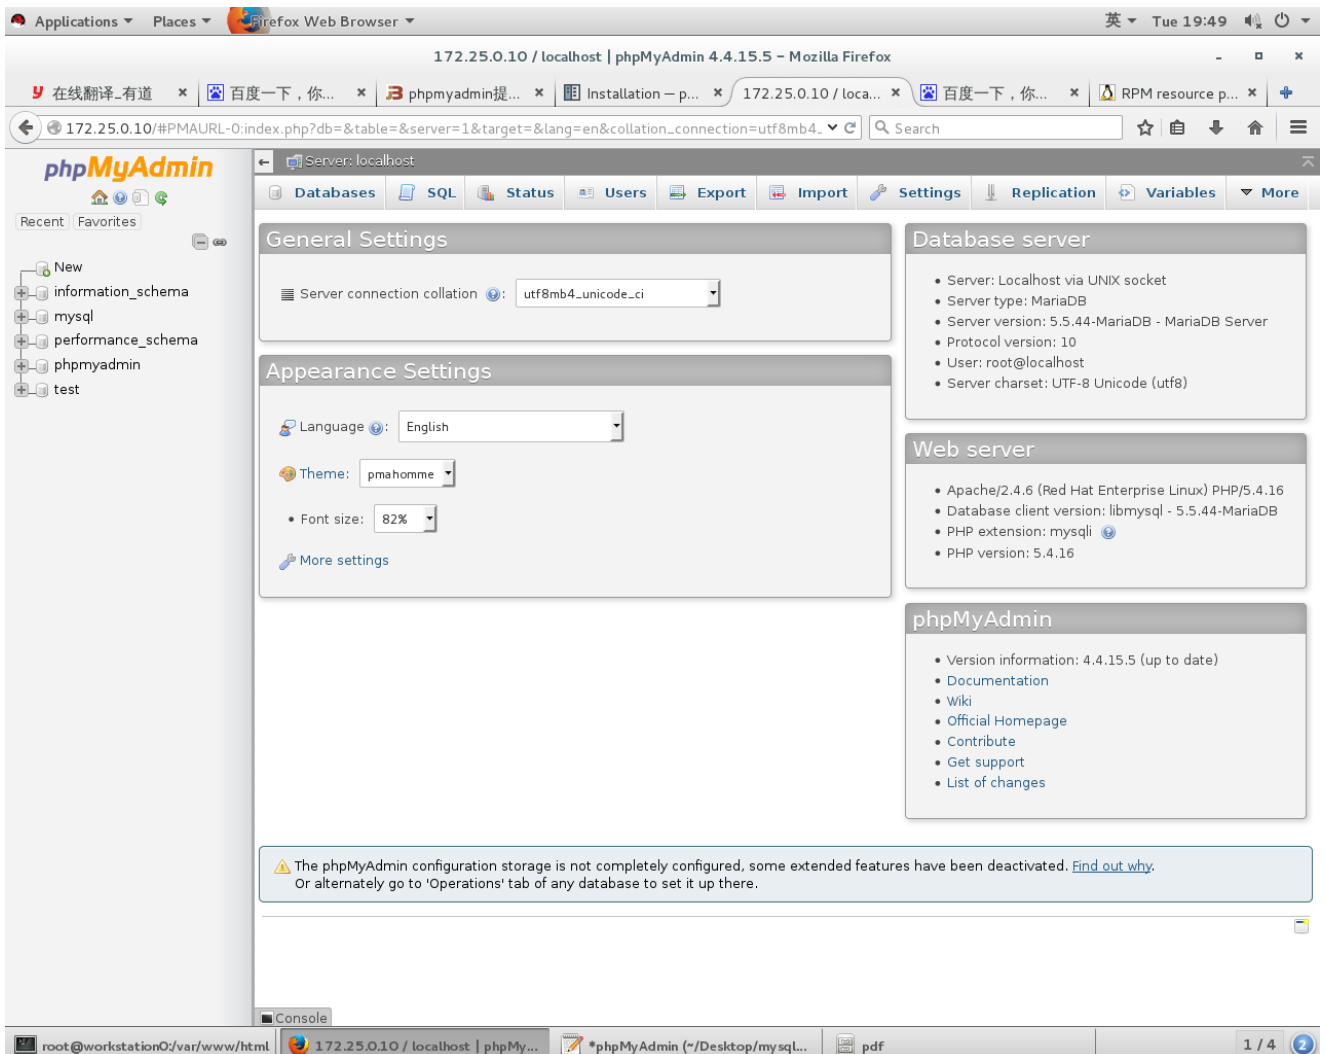 Applications Places Firefox Web Browser 英 Tue 19:49
172.25.0.10 / localhost | phpMyAdmin 4.4.15.5 – Mozilla Firefox
在线翻译_有道 百度一下，你... phpmyadmin提... Installation — p... 172.25.0.10 / loca... 百度一下，你... RPM resource p...
172.25.0.10/#PMAURL-0:index.php?db=&table=&server=1&target=&lang=en&collation_connection=utf8mb4_ Search
phpMyAdmin
Recent Favorites
New
information_schema
mysql
performance_schema
phpmyadmin
test
Server: localhost
Databases SQL Status Users Export Import Settings Replication Variables More
General Settings
Server connection collation : utf8mb4_unicode_ci
Appearance Settings
Language : English
Theme: pmahomme
• Font size: 82%
More settings
Database server
• Server: Localhost via UNIX socket
• Server type: MariaDB
• Server version: 5.5.44-MariaDB - MariaDB Server
• Protocol version: 10
• User: root@localhost
• Server charset: UTF-8 Unicode (utf8)
Web server
• Apache/2.4.6 (Red Hat Enterprise Linux) PHP/5.4.16
• Database client version: libmysql - 5.5.44-MariaDB
• PHP extension: mysqli
• PHP version: 5.4.16
phpMyAdmin
• Version information: 4.4.15.5 (up to date)
• Documentation
• Wiki
• Official Homepage
• Contribute
• Get support
• List of changes
The phpMyAdmin configuration storage is not completely configured, some extended features have been deactivated. Find out why.
Or alternately go to 'Operations' tab of any database to set it up there.
Console
root@workstation0:/var/www/html 172.25.0.10 / localhost | phpMy... *phpMyAdmin (~/Desktop/mysql... pdf 1 / 4 2